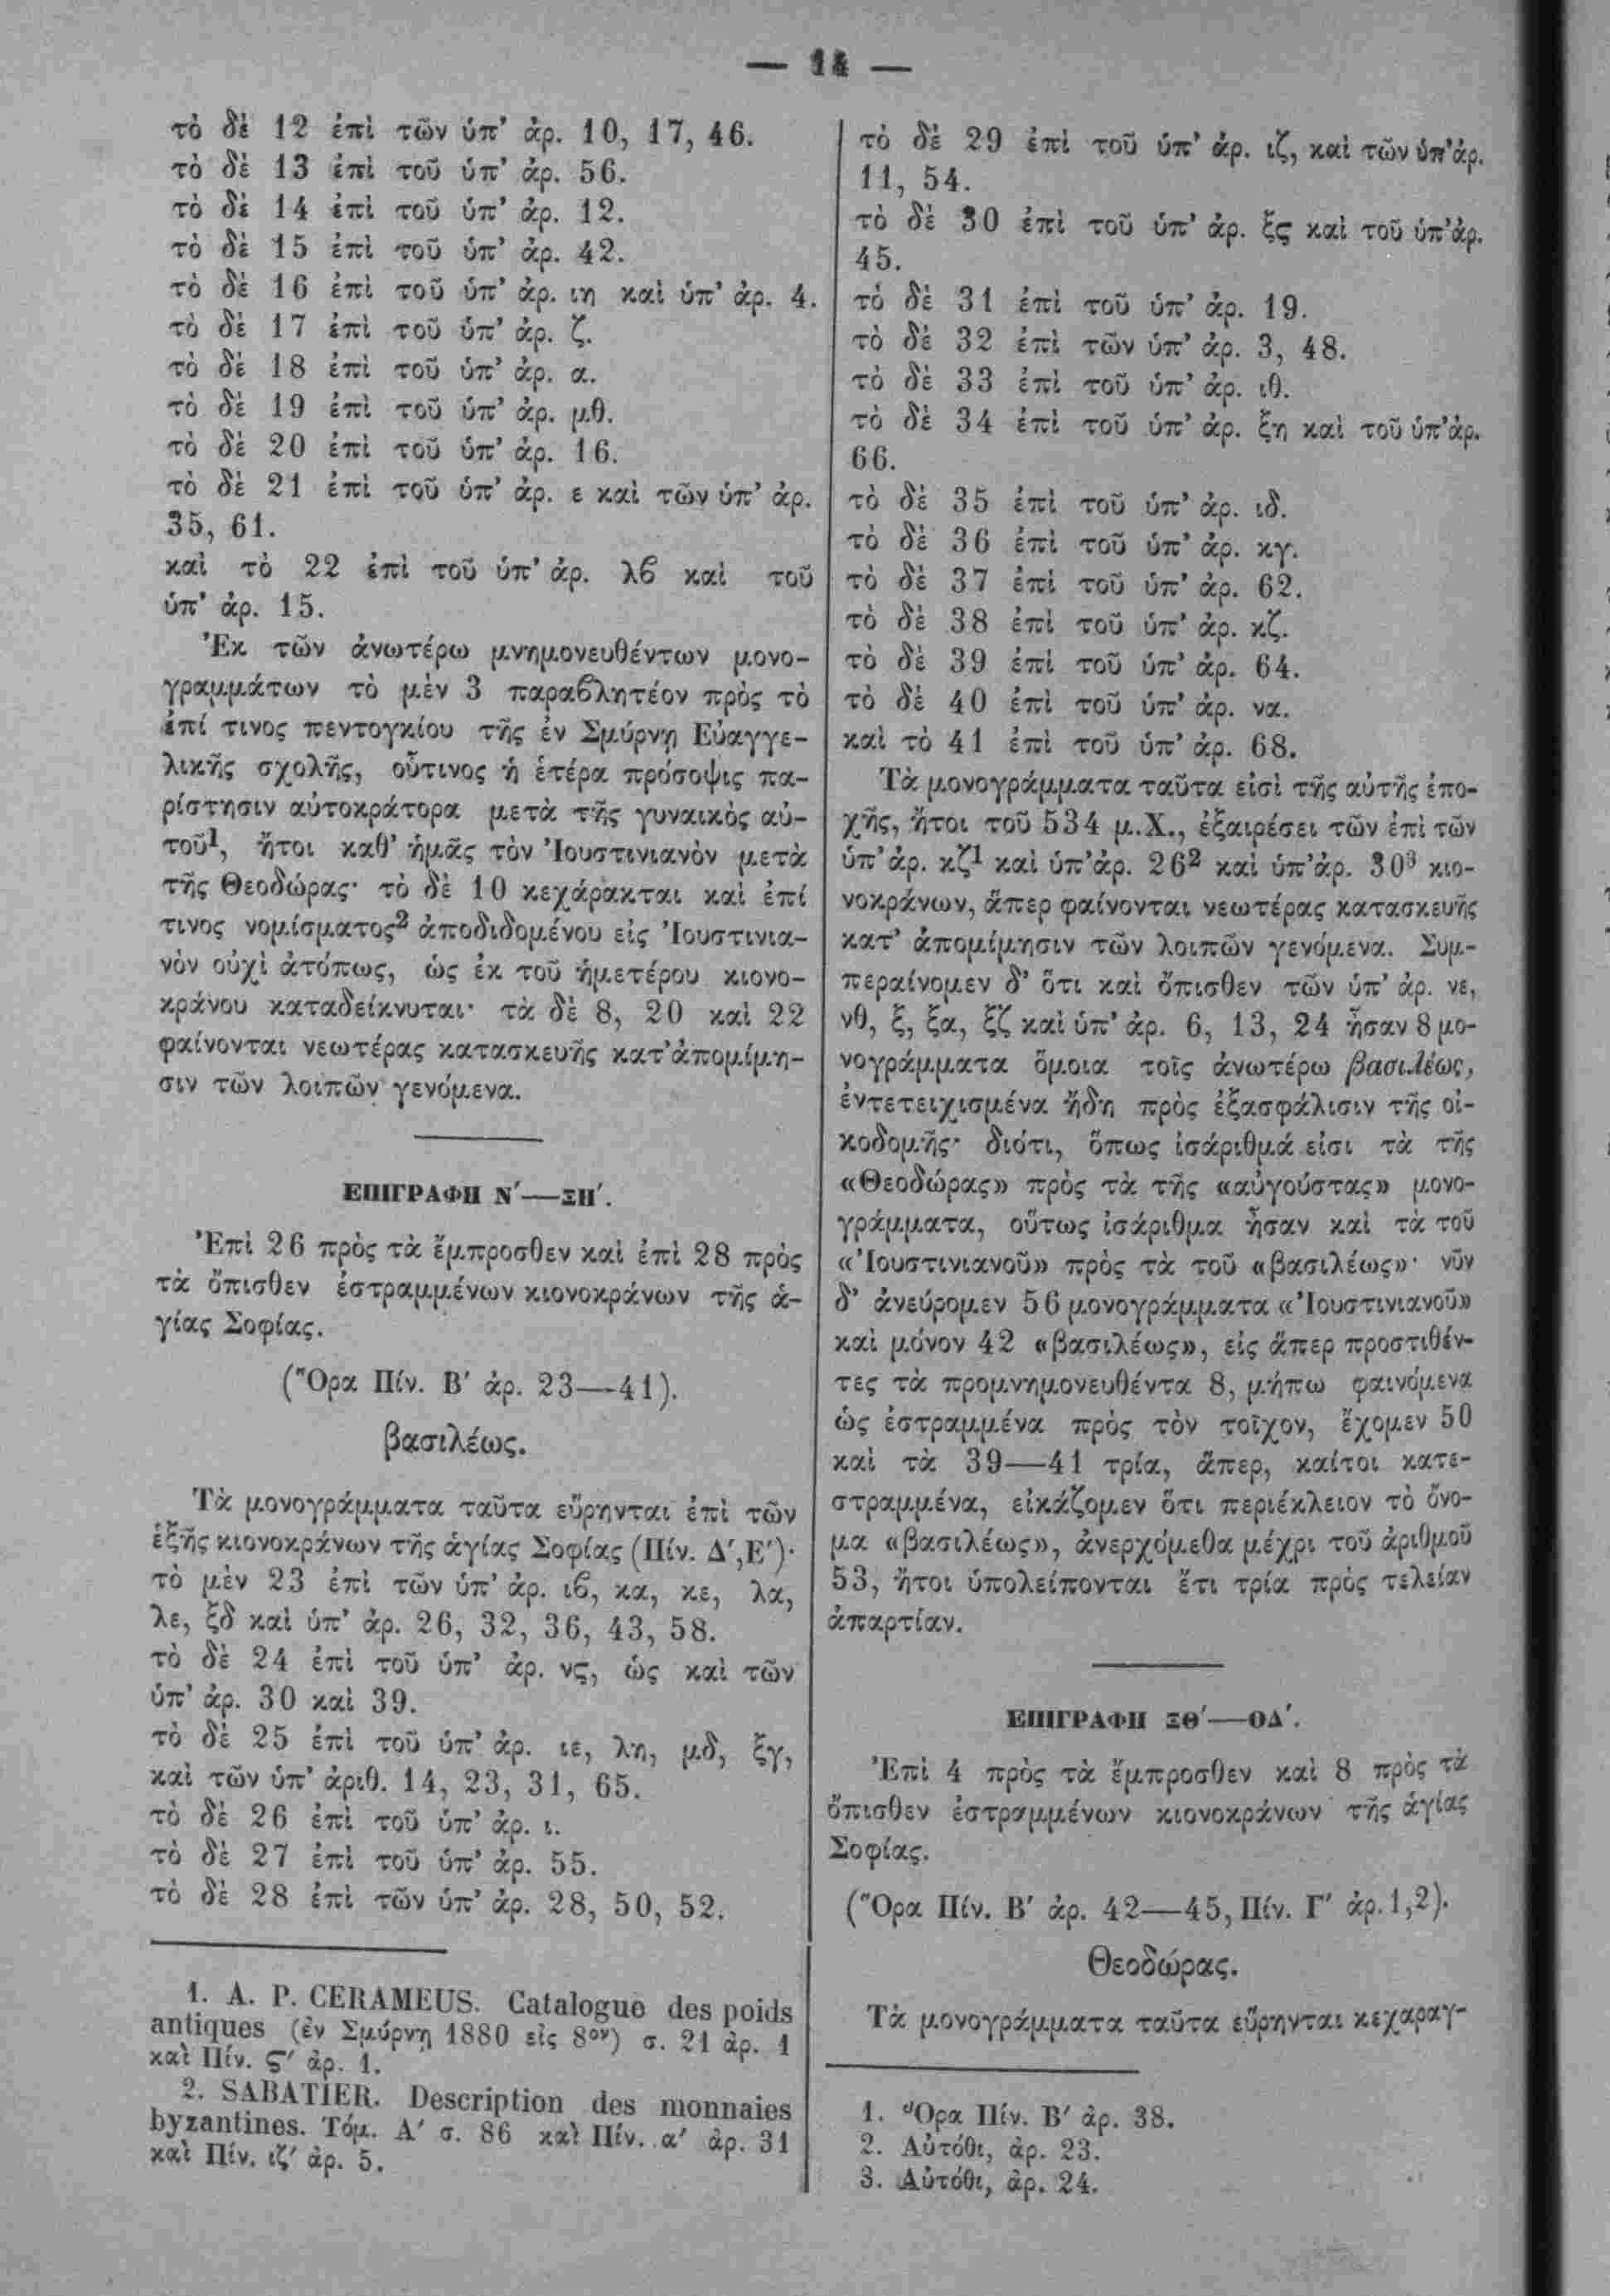 — 14 —
τὸ δὲ 12 ἐπὶ τῶν ὑπ' ἀρ. 10, 17, 46.
τὸ δὲ 13 ἐπὶ τοῦ ὑπ' ἀρ. 56.
τὸ δὲ 14 ἐπὶ τοῦ ὑπ' ἀρ. 12.
τὸ δὲ 15 ἐπὶ τοῦ ὑπ' ἀρ. 42.
τὸ δὲ 16 ἐπὶ τοῦ ὑπ' ἀρ. ιη καὶ ὑπ' ἀρ. 4.
τὸ δὲ 17 ἐπὶ τοῦ ὑπ' ἀρ. ζ.
τὸ δὲ 18 ἐπὶ τοῦ ὑπ' ἀρ. α.
τὸ δὲ 19 ἐπὶ τοῦ ὑπ' ἀρ. μθ.
τὸ δὲ 20 ἐπὶ τοῦ ὑπ' ἀρ. 16.
τὸ δὲ 21 ἐπὶ τοῦ ὑπ' ἀρ. ε καὶ τῶν ὑπ' ἀρ.
35, 61.
καὶ τὸ 22 ἐπὶ τοῦ ὑπ' ἀρ. λϐ καὶ τοῦ
ὑπ' ἀρ. 15.
Ἐκ τῶν ἀνωτέρω μνημονευθέντων μονο-
γραμμάτων τὸ μὲν 3 παραϐλητέον πρὸς τὸ
ἐπί τινος πεντογκίου τῆς ἐν Σμύρνῃ Εὐαγγε-
λικῆς σχολῆς, οὗτινος ἡ ἑτέρα πρόσοψις πα-
ρίστησιν αὐτοκράτορα μετὰ τῆς γυναικὸς αὐ-
τοῦ¹, ἤτοι καθ' ἡμᾶς τὸν Ἰουστινιανὸν μετὰ
τῆς Θεοδώρας· τὸ δὲ 10 κεχάρακται καὶ ἐπί
τινος νομίσματος² ἀποδιδομένου εἰς Ἰουστινια-
νὸν οὐχὶ ἀτόπως, ὡς ἐκ τοῦ ἡμετέρου κιονο-
κράνου καταδείκνυται· τὰ δὲ 8, 20 καὶ 22
φαίνονται νεωτέρας κατασκευῆς κατ' ἀπομίμη-
σιν τῶν λοιπῶν γενόμενα.
ΕΠΙΓΡΑΦΗ Ν'—ΞΗ'.
Ἐπὶ 26 πρὸς τὰ ἔμπροσθεν καὶ ἐπὶ 28 πρὸς
τὰ ὄπισθεν ἐστραμμένων κιονοκράνων τῆς ἁ-
γίας Σοφίας.
(Ὅρα Πίν. Β' ἀρ. 23—41).
βασιλέως.
Τὰ μονογράμματα ταῦτα εὕρηνται ἐπὶ τῶν
ἑξῆς κιονοκράνων τῆς ἁγίας Σοφίας (Πίν. Δ', Ε')·
τὸ μὲν 23 ἐπὶ τῶν ὑπ' ἀρ. ιϐ, κα, κε, λα,
λε, ξδ καὶ ὑπ' ἀρ. 26, 32, 36, 43, 58.
τὸ δὲ 24 ἐπὶ τοῦ ὑπ' ἀρ. νς, ὡς καὶ τῶν
ὑπ' ἀρ. 30 καὶ 39.
τὸ δὲ 25 ἐπὶ τοῦ ὑπ' ἀρ. ιε, λη, μδ, ξγ,
καὶ τῶν ὑπ' ἀριθ. 14, 23, 31, 65.
τὸ δὲ 26 ἐπὶ τοῦ ὑπ' ἀρ. ι.
τὸ δὲ 27 ἐπὶ τοῦ ὑπ' ἀρ. 55.
τὸ δὲ 28 ἐπὶ τῶν ὑπ' ἀρ. 28, 50, 52.
1. A. P. CERAMEUS. Catalogue des poids
antiques (ἐν Σμύρνῃ 1880 εἰς 8ον) σ. 21 ἀρ. 1
καὶ Πίν. Ϛ' ἀρ. 1.
2. SABATIER. Description des monnaies
byzantines. Τόμ. Α' σ. 86 καὶ Πίν. α' ἀρ. 31
καὶ Πίν. ιζ' ἀρ. 5.
τὸ δὲ 29 ἐπὶ τοῦ ὑπ' ἀρ. ιζ, καὶ τῶν ὑπ' ἀρ.
11, 54.
τὸ δὲ 30 ἐπὶ τοῦ ὑπ' ἀρ. ξς καὶ τοῦ ὑπ' ἀρ.
45.
τὸ δὲ 31 ἐπὶ τοῦ ὑπ' ἀρ. 19.
τὸ δὲ 32 ἐπὶ τῶν ὑπ' ἀρ. 3, 48.
τὸ δὲ 33 ἐπὶ τοῦ ὑπ' ἀρ. ιθ.
τὸ δὲ 34 ἐπὶ τοῦ ὑπ' ἀρ. ξη καὶ τοῦ ὑπ' ἀρ.
66.
τὸ δὲ 35 ἐπὶ τοῦ ὑπ' ἀρ. ιδ.
τὸ δὲ 36 ἐπὶ τοῦ ὑπ' ἀρ. κγ.
τὸ δὲ 37 ἐπὶ τοῦ ὑπ' ἀρ. 62.
τὸ δὲ 38 ἐπὶ τοῦ ὑπ' ἀρ. κζ.
τὸ δὲ 39 ἐπὶ τοῦ ὑπ' ἀρ. 64.
τὸ δὲ 40 ἐπὶ τοῦ ὑπ' ἀρ. να.
καὶ τὸ 41 ἐπὶ τοῦ ὑπ' ἀρ. 68.
Τὰ μονογράμματα ταῦτα εἰσὶ τῆς αὐτῆς ἐπο-
χῆς, ἤτοι τοῦ 534 μ.Χ., ἐξαιρέσει τῶν ἐπὶ τῶν
ὑπ' ἀρ. κζ¹ καὶ ὑπ' ἀρ. 26² καὶ ὑπ' ἀρ. 30³ κιο-
νοκράνων, ἅπερ φαίνονται νεωτέρας κατασκευῆς
κατ' ἀπομίμησιν τῶν λοιπῶν γενόμενα. Συμ-
περαίνομεν δ' ὅτι καὶ ὄπισθεν τῶν ὑπ' ἀρ. νε,
νθ, ξ, ξα, ξζ καὶ ὑπ' ἀρ. 6, 13, 24 ἦσαν 8 μο-
νογράμματα ὅμοια τοῖς ἀνωτέρω βασιλέως,
ἐντετειχισμένα ἤδη πρὸς ἐξασφάλισιν τῆς οἰ-
κοδομῆς· διότι, ὅπως ἰσάριθμά εἰσι τὰ τῆς
«Θεοδώρας» πρὸς τὰ τῆς «αὐγούστας» μονο-
γράμματα, οὕτως ἰσάριθμα ἦσαν καὶ τὰ τοῦ
«Ἰουστινιανοῦ» πρὸς τὰ τοῦ «βασιλέως»· νῦν
δ' ἀνεύρομεν 56 μονογράμματα «Ἰουστινιανοῦ»
καὶ μόνον 42 «βασιλέως», εἰς ἅπερ προστιθέν-
τες τὰ προμνημονευθέντα 8, μήπω φαινόμενα
ὡς ἐστραμμένα πρὸς τὸν τοῖχον, ἔχομεν 50
καὶ τὰ 39—41 τρία, ἅπερ, καίτοι κατε-
στραμμένα, εἰκάζομεν ὅτι περιέκλειον τὸ ὄνο-
μα «βασιλέως», ἀνερχόμεθα μέχρι τοῦ ἀριθμοῦ
53, ἤτοι ὑπολείπονται ἔτι τρία πρὸς τελείαν
ἀπαρτίαν.
ΕΠΙΓΡΑΦΗ ΞΘ'—ΟΔ'.
Ἐπὶ 4 πρὸς τὰ ἔμπροσθεν καὶ 8 πρὸς τὰ
ὄπισθεν ἐστραμμένων κιονοκράνων τῆς ἁγίας
Σοφίας.
(Ὅρα Πίν. Β' ἀρ. 42—45, Πίν. Γ' ἀρ. 1,2).
Θεοδώρας.
Τὰ μονογράμματα ταῦτα εὕρηνται κεχαραγ-
1. Ὅρα Πίν. Β' ἀρ. 38.
2. Αὐτόθι, ἀρ. 23.
3. Αὐτόθι, ἀρ. 24.